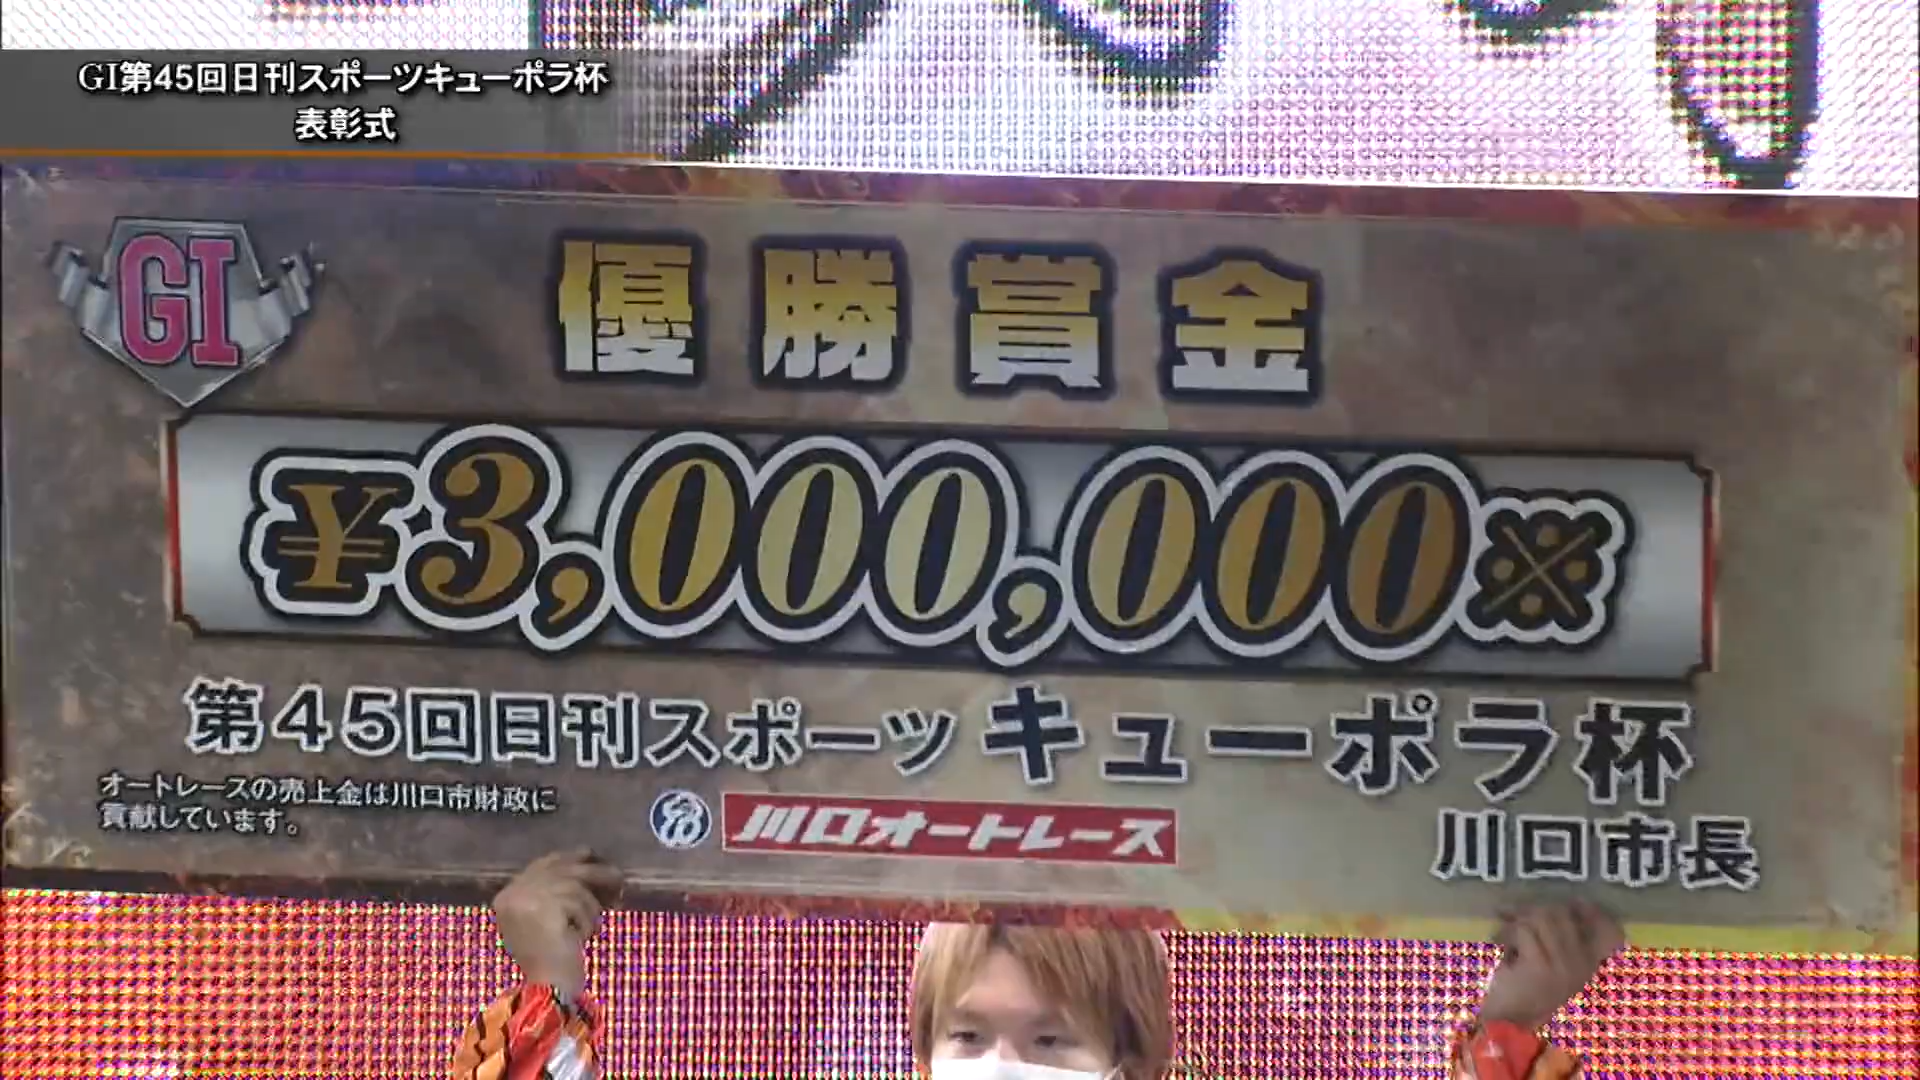 GI第45回日刊スポーツキューポラ杯
表彰式
GI
優勝賞金
¥3,000,000※
第45回日刊スポーツキューポラ杯
オートレースの売上金は川口市財政に
貢献しています。
川口オートレース
川口市長